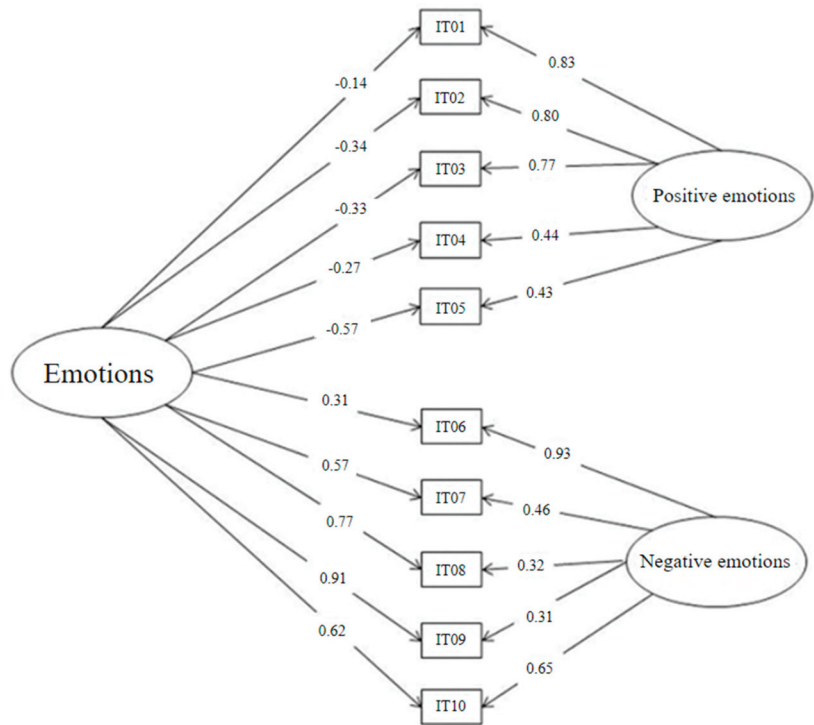 IT01
0.83
-0.14
IT02
0.80
-0.34
IT03
0.77
Positive emotions
-0.33
IT04
0.44
-0.27
IT05
0.43
-0.57
Emotions
0.31
IT06
0.93
0.57
IT07
0.46
0.77
IT08
0.32
Negative emotions
0.91
IT09
0.31
0.62
0.65
IT10